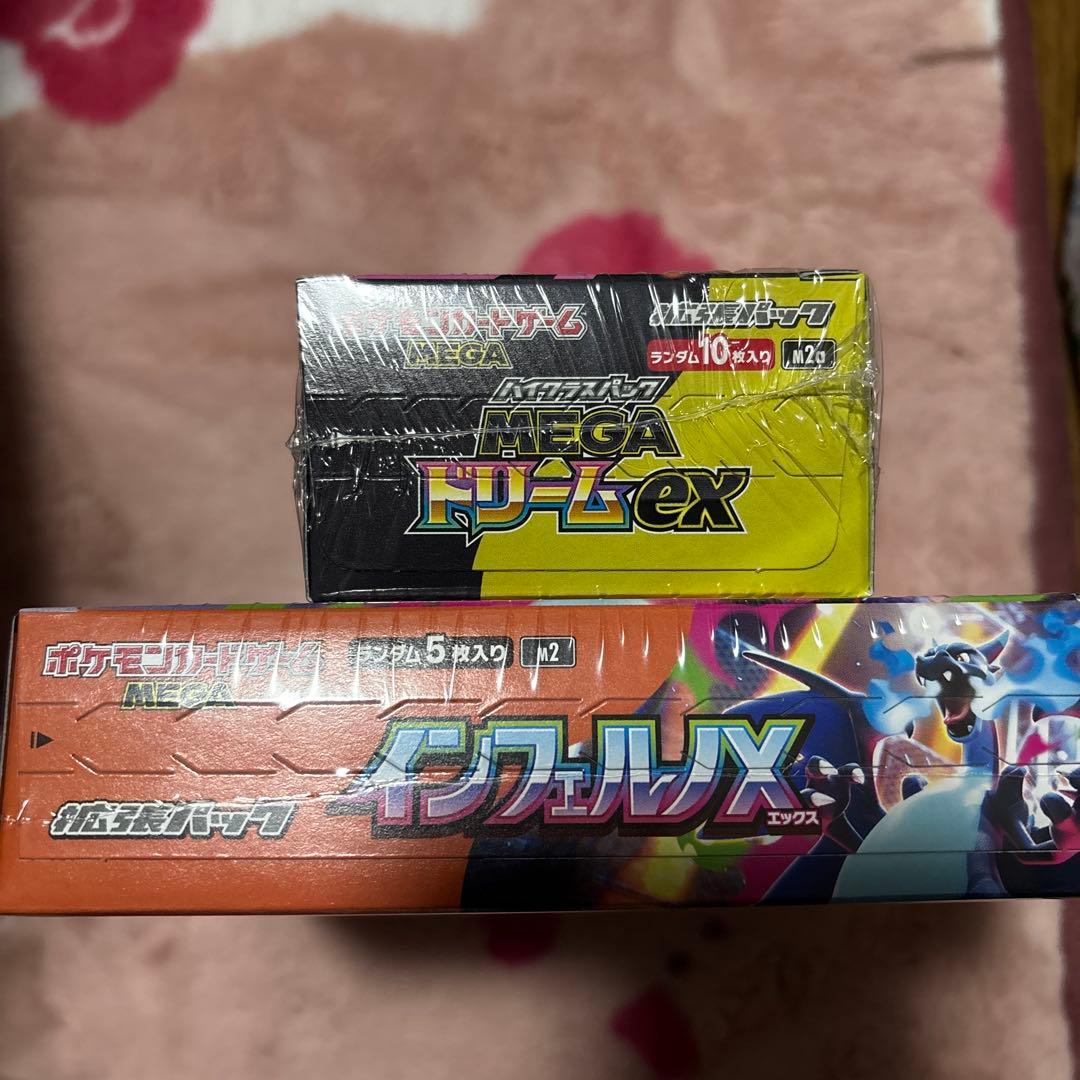 ポケモンカードゲーム
MEGA
拡張パック
ランダム10枚入り
M2a
ハイクラスパック
MEGA
ドリームex
ポケモンカードゲーム
MEGA
ランダム5枚入り
M2
インフェルノX
エックス
拡張パック